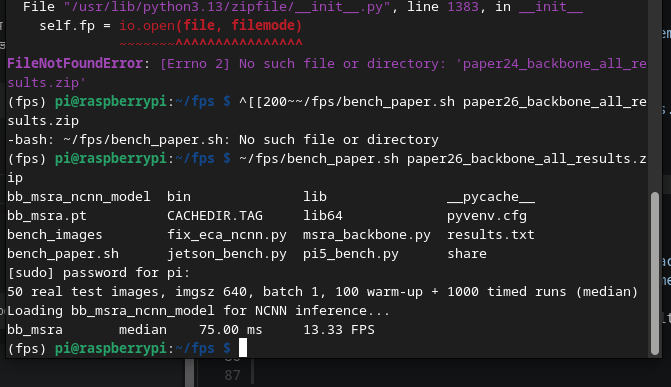 File "/usr/lib/python3.13/zipfile/__init__.py", line 1383, in __init__
self.fp = io.open(file, filemode)
~~~~~~~^^^^^^^^^^^^^^^^
FileNotFoundError: [Errno 2] No such file or directory: 'paper24_backbone_all_re
sults.zip'
(fps) pi@raspberrypi:~/fps $ ^[[200~~/fps/bench_paper.sh paper26_backbone_all_re
sults.zip
-bash: ~/fps/bench_paper.sh: No such file or directory
(fps) pi@raspberrypi:~/fps $ ~/fps/bench_paper.sh paper26_backbone_all_results.z
ip
bb_msra_ncnn_model  bin               lib              __pycache__
bb_msra.pt          CACHEDIR.TAG      lib64            pyvenv.cfg
bench_images        fix_eca_ncnn.py   msra_backbone.py results.txt
bench_paper.sh      jetson_bench.py   pi5_bench.py     share
[sudo] password for pi:
50 real test images, imgsz 640, batch 1, 100 warm-up + 1000 timed runs (median)
Loading bb_msra_ncnn_model for NCNN inference...
bb_msra       median    75.00 ms     13.33 FPS
(fps) pi@raspberrypi:~/fps $
87